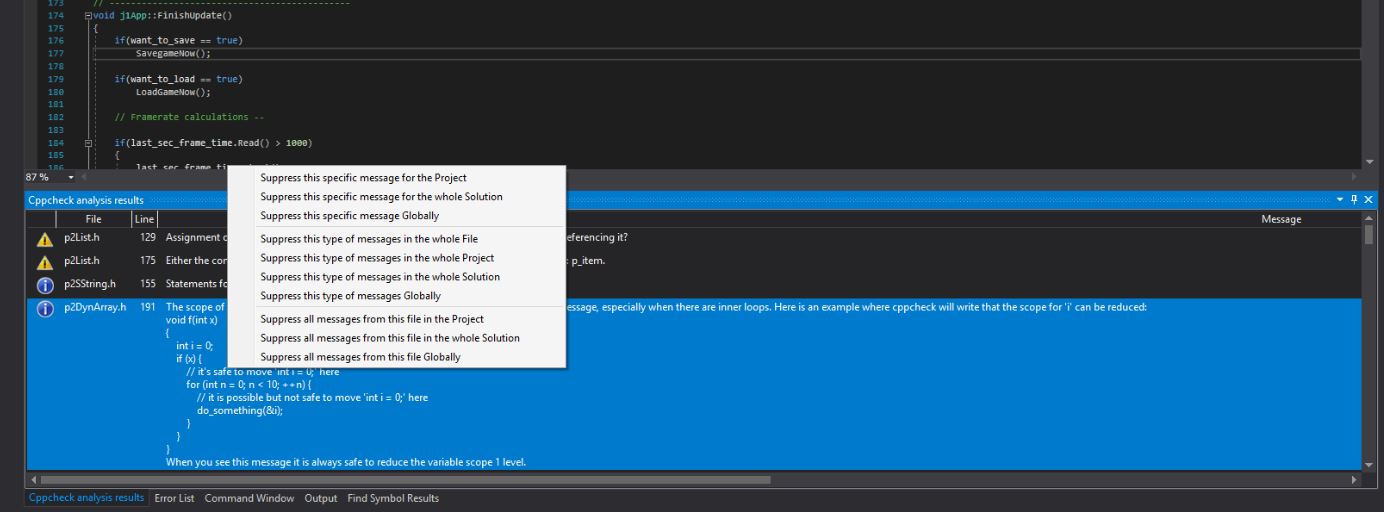 173 // --------------------------------------------
174 void j1App::FinishUpdate()
175 {
176 if(want_to_save == true)
177 SavegameNow();
178
179 if(want_to_load == true)
180 LoadGameNow();
181
182 // Framerate calculations --
183
184 if(last_sec_frame_time.Read() > 1000)
185 {
186 last_sec_frame
87 %
Suppress this specific message for the Project
Suppress this specific message for the whole Solution
Suppress this specific message Globally
Suppress this type of messages in the whole File
Suppress this type of messages in the whole Project
Suppress this type of messages in the whole Solution
Suppress this type of messages Globally
Suppress all messages from this file in the Project
Suppress all messages from this file in the whole Solution
Suppress all messages from this file Globally
Cppcheck analysis results
File Line Message
p2List.h 129 Assignment eferencing it?
p2List.h 175 Either the con : p_item.
p2SString.h 155 Statements fo
p2DynArray.h 191 The scope of essage, especially when there are inner loops. Here is an example where cppcheck will write that the scope for 'i' can be reduced:
void f(int x)
{
int i = 0;
if (x) {
// it's safe to move 'int i = 0;' here
for (int n = 0; n < 10; ++n) {
// it is possible but not safe to move 'int i = 0;' here
do_something(&i);
}
}
}
When you see this message it is always safe to reduce the variable scope 1 level.
Cppcheck analysis results Error List Command Window Output Find Symbol Results